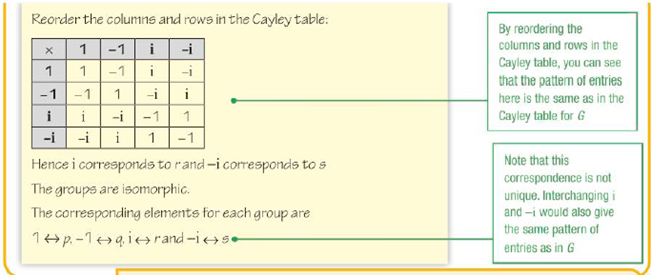 Reorder the columns and rows in the Cayley table:
× 1 −1 i −i
1 1 −1 i −i
−1 −1 1 −i i
i i −i −1 1
−i −i i 1 −1
Hence i corresponds to r and −i corresponds to s
The groups are isomorphic.
The corresponding elements for each group are
1 ↔ p, −1 ↔ q, i ↔ r and −i ↔ s
By reordering the
columns and rows in the
Cayley table, you can see
that the pattern of entries
here is the same as in the
Cayley table for G
Note that this
correspondence is not
unique. Interchanging i
and −i would also give
the same pattern of
entries as in G